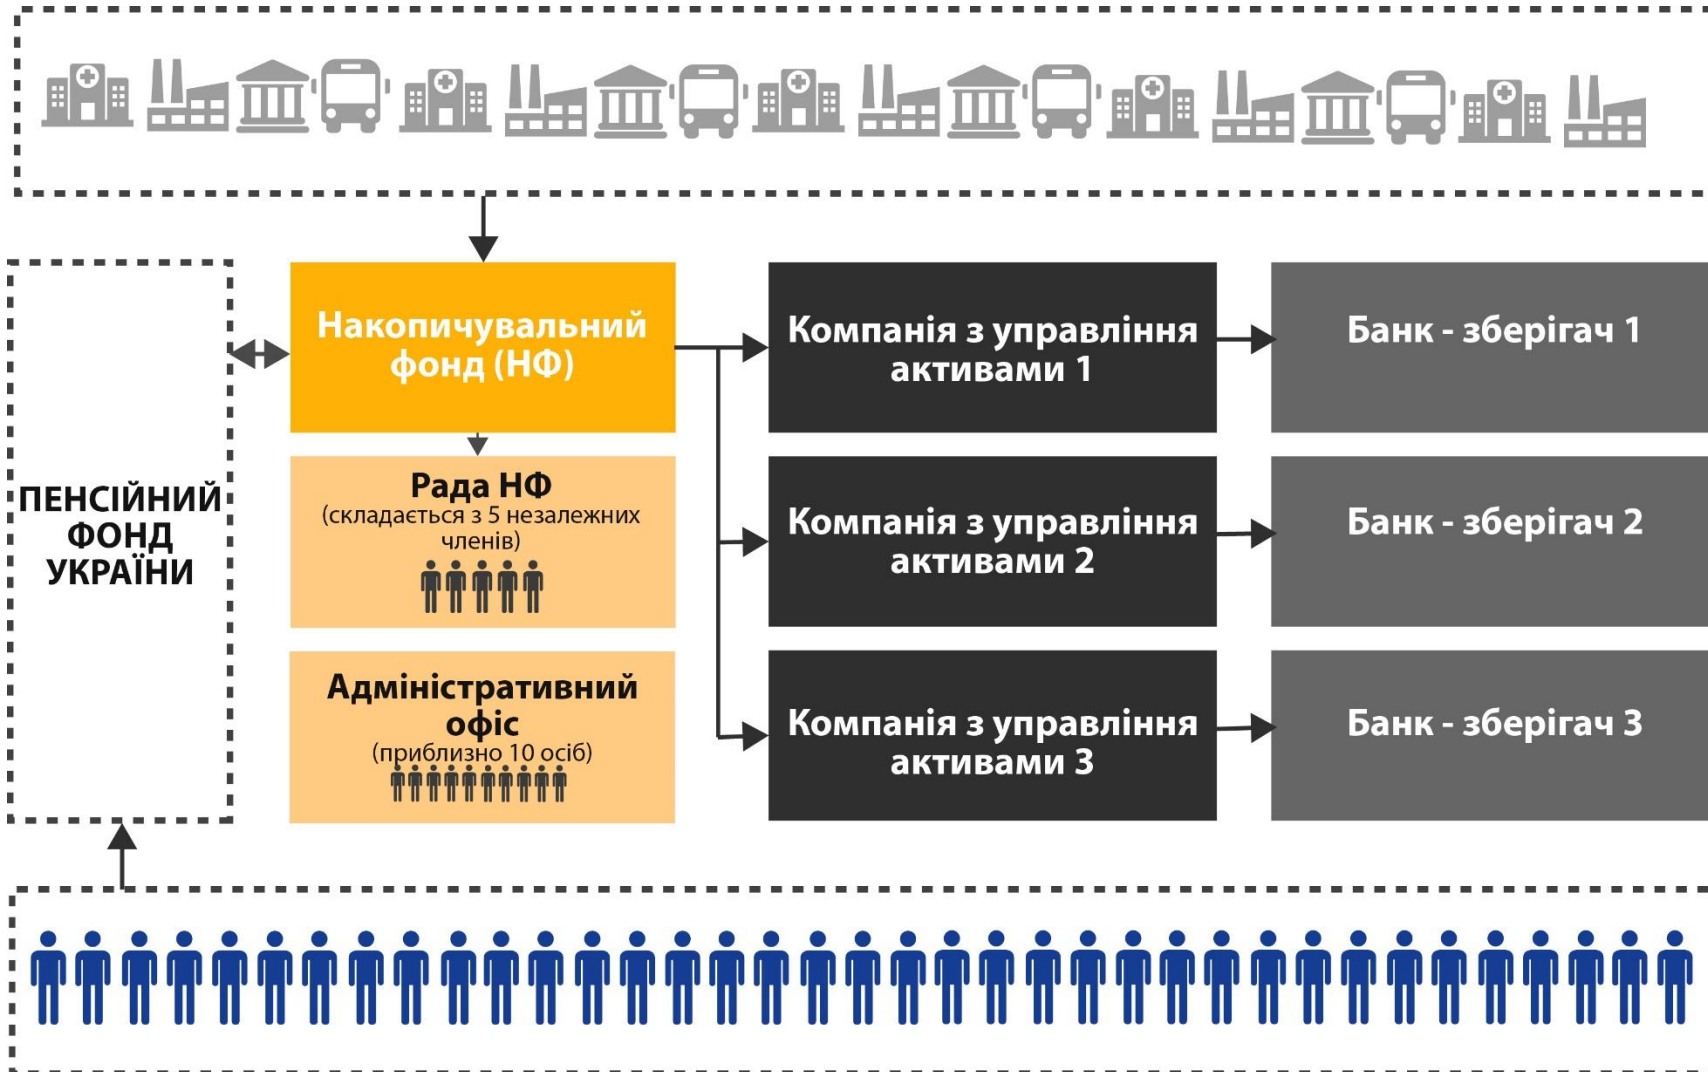 Накопичувальний
фонд (НФ)
Компанія з управління
активами 1
Банк - зберігач 1
ПЕНСІЙНИЙ
ФОНД
УКРАЇНИ
Рада НФ
(складається з 5 незалежних
членів)
Компанія з управління
активами 2
Банк - зберігач 2
Адміністративний
офіс
(приблизно 10 осіб)
Компанія з управління
активами 3
Банк - зберігач 3